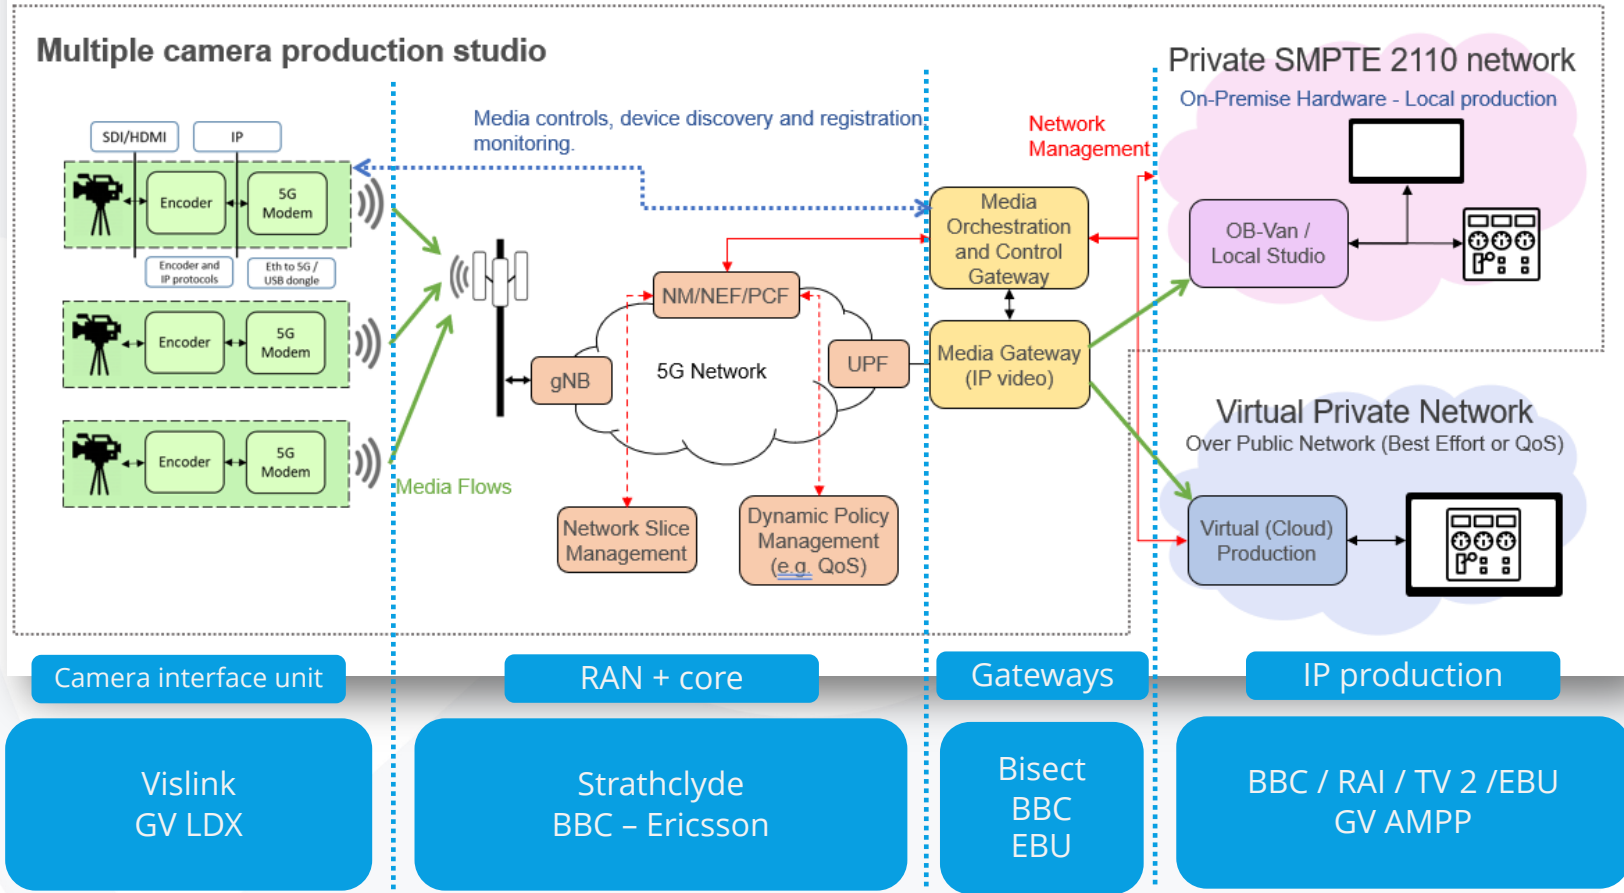 Multiple camera production studio
Private SMPTE 2110 network
On-Premise Hardware - Local production
Media controls, device discovery and registration,
monitoring.
Network
Management
SDI/HDMI
IP
Encoder
5G
Modem
Encoder and
IP protocols
Eth to 5G /
USB dongle
Encoder
5G
Modem
Encoder
5G
Modem
Media Flows
gNB
NM/NEF/PCF
5G Network
UPF
Network Slice
Management
Dynamic Policy
Management
(e.g. QoS)
Media
Orchestration
and Control
Gateway
Media Gateway
(IP video)
OB-Van /
Local Studio
Virtual Private Network
Over Public Network (Best Effort or QoS)
Virtual (Cloud)
Production
Camera interface unit
RAN + core
Gateways
IP production
Vislink
GV LDX
Strathclyde
BBC – Ericsson
Bisect
BBC
EBU
BBC / RAI / TV 2 /EBU
GV AMPP